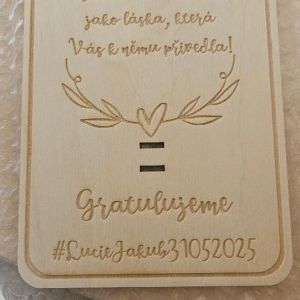 jako láska, která
Vás k němu přivedla!
Gratulujeme
#LucieJakub31052025